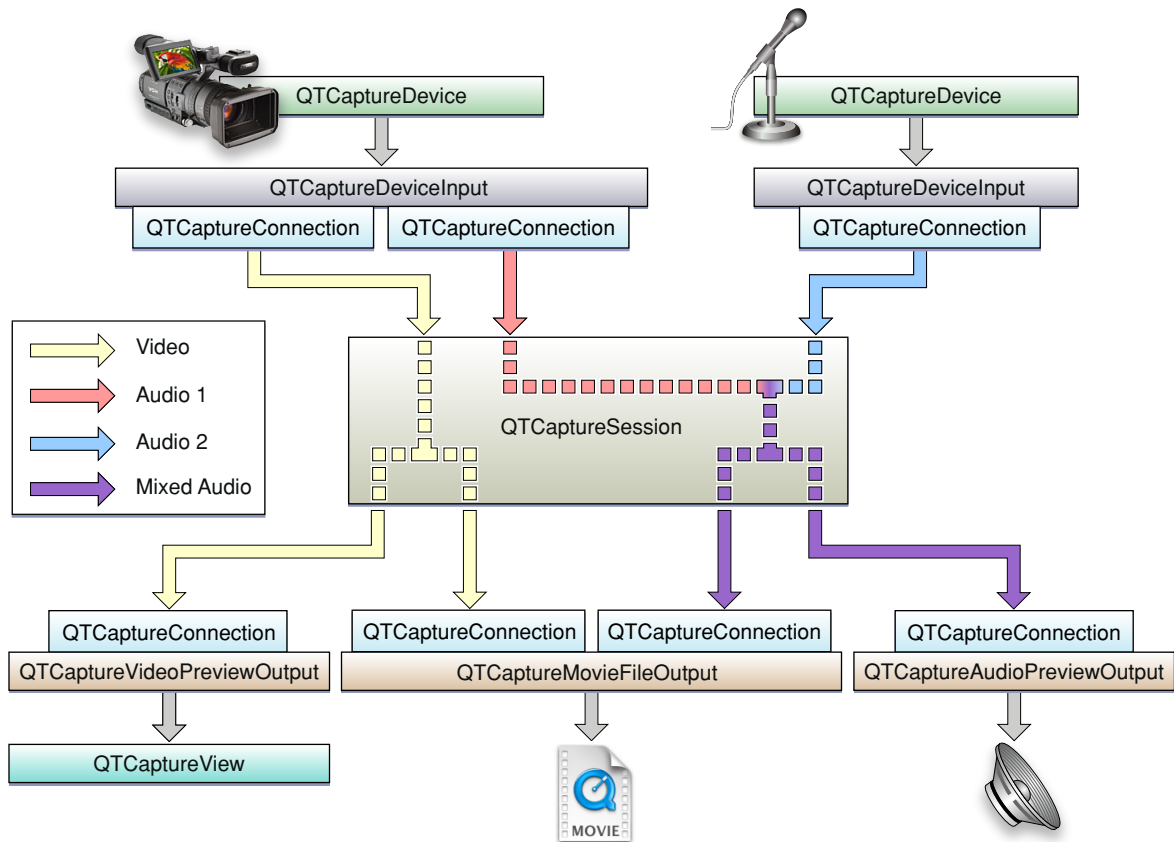 QTCaptureDevice
QTCaptureDevice
QTCaptureDeviceInput
QTCaptureDeviceInput
QTCaptureConnection
QTCaptureConnection
QTCaptureConnection
Video
Audio 1
Audio 2
Mixed Audio
QTCaptureSession
QTCaptureConnection
QTCaptureConnection
QTCaptureConnection
QTCaptureConnection
QTCaptureVideoPreviewOutput
QTCaptureMovieFileOutput
QTCaptureAudioPreviewOutput
QTCaptureView
MOVIE